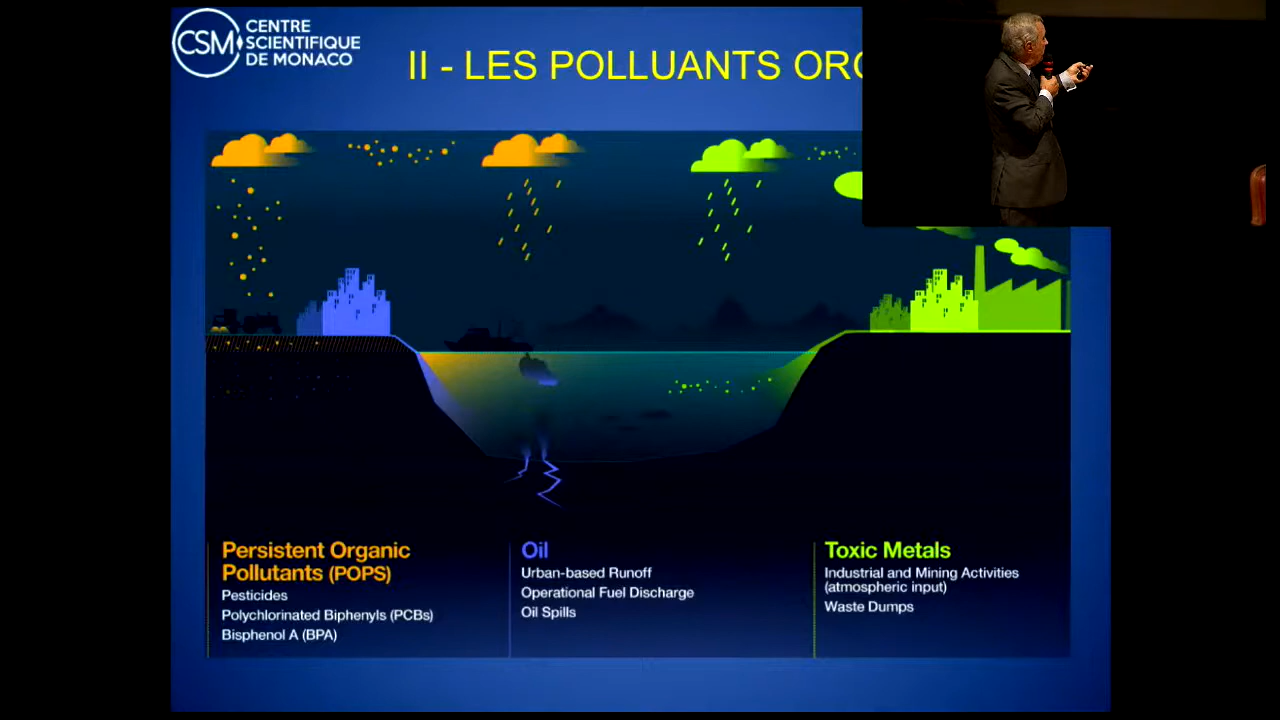 CSM
CENTRE
SCIENTIFIQUE
DE MONACO
II - LES POLLUANTS
Persistent Organic
Pollutants (POPS)
Pesticides
Polychlorinated Biphenyls (PCBs)
Bisphenol A (BPA)
Oil
Urban-based Runoff
Operational Fuel Discharge
Oil Spills
Toxic Metals
Industrial and Mining Activities
(atmospheric input)
Waste Dumps